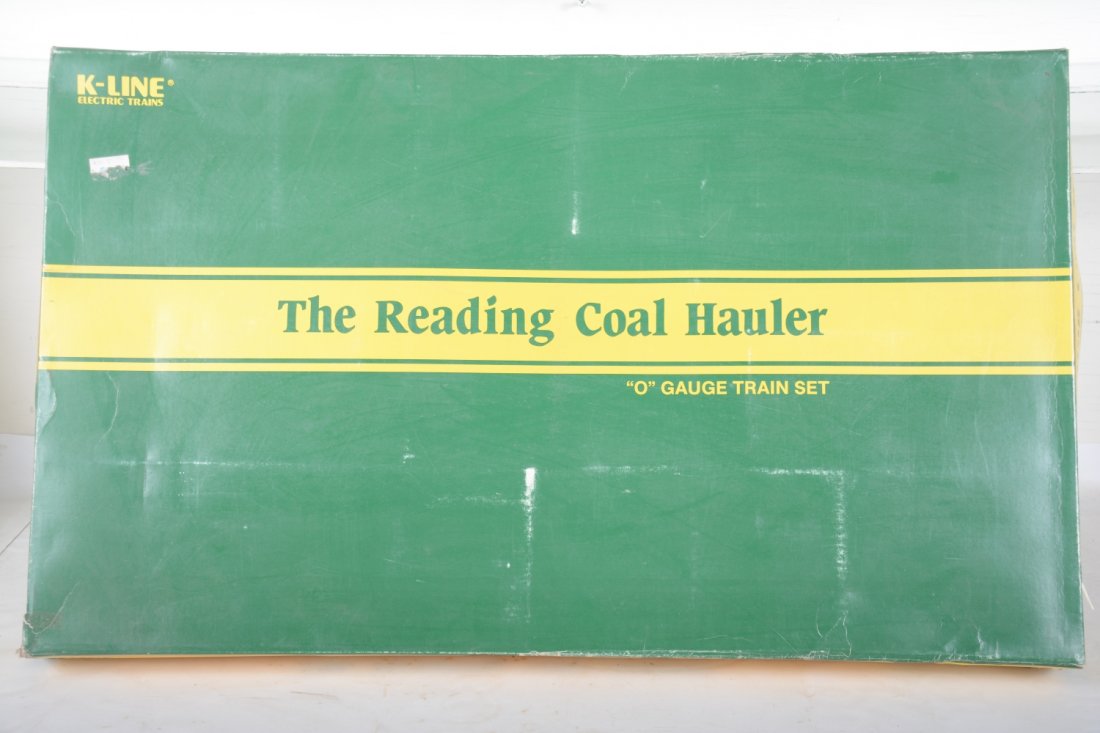 K-LINE®
ELECTRIC TRAINS
The Reading Coal Hauler
"O" GAUGE TRAIN SET